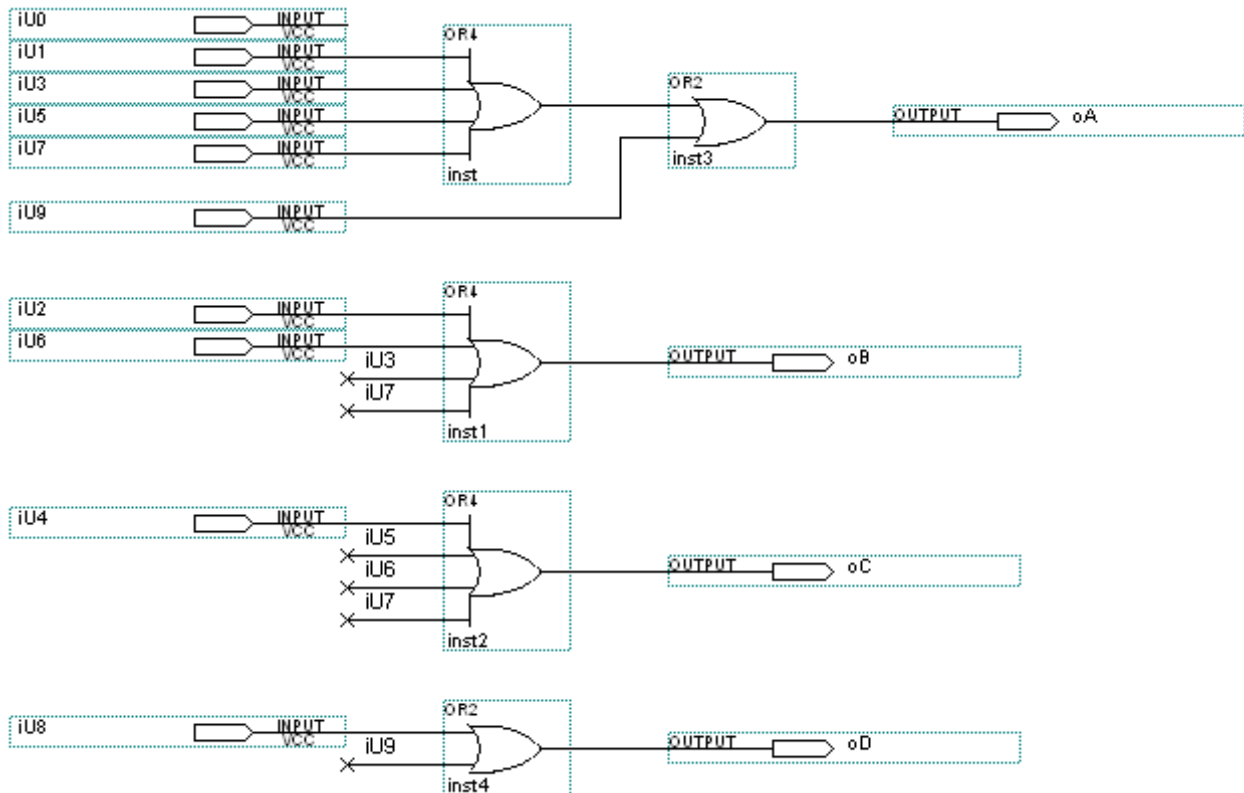 iU0 INPUT
VCC
OR4
iU1 INPUT
VCC
iU3 INPUT
VCC
OR2
iU5 INPUT
VCC
OUTPUT oA
iU7 INPUT
VCC
inst
inst3
iU9 INPUT
VCC
OR4
iU2 INPUT
VCC
iU6 INPUT
VCC
iU3
OUTPUT oB
iU7
inst1
OR4
iU4 INPUT
VCC
iU5
OUTPUT oC
iU6
iU7
inst2
OR2
iU8 INPUT
VCC
iU9
OUTPUT oD
inst4